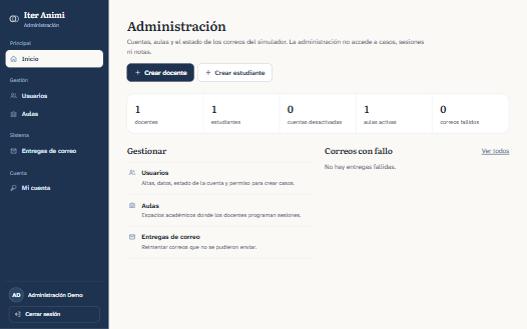 Iter Animi
Administración
Principal
Inicio
Gestión
Usuarios
Aulas
Sistema
Entregas de correo
Cuenta
Mi cuenta
AD
Administración Demo
Cerrar sesión
Administración
Cuentas, aulas y el estado de los correos del simulador. La administración no accede a casos, sesiones
ni notas.
+ Crear docente
+ Crear estudiante
1
docentes
1
estudiantes
0
cuentas desactivadas
1
aulas activas
0
correos fallidos
Gestionar
Usuarios
Altas, datos, estado de la cuenta y permiso para crear casos.
Aulas
Espacios académicos donde los docentes programan sesiones.
Entregas de correo
Reintentar correos que no se pudieron enviar.
Correos con fallo
Ver todos
No hay entregas fallidas.